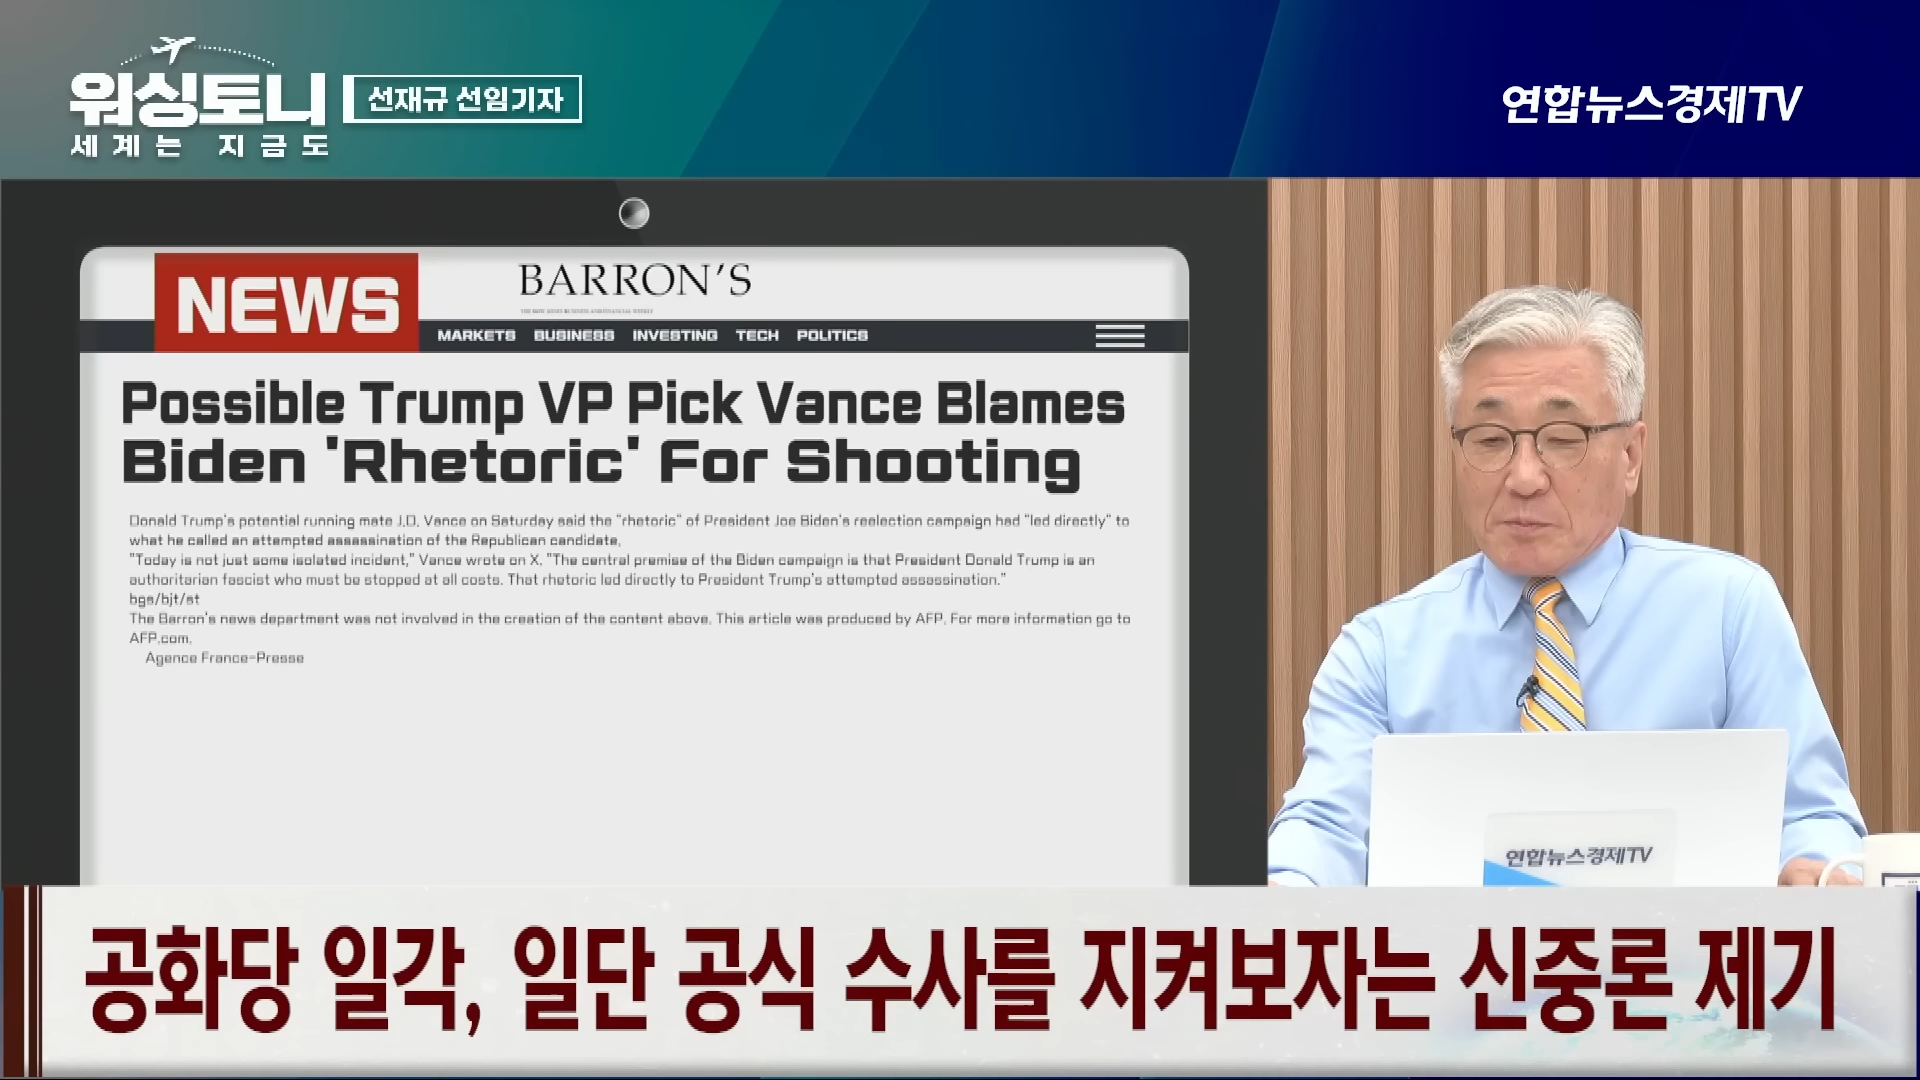 워싱토니
세계는 지금도
선재규 선임기자
연합뉴스경제TV
NEWS
BARRON'S
MARKETS BUSINESS INVESTING TECH POLITICS
Possible Trump VP Pick Vance Blames
Biden 'Rhetoric' For Shooting
Donald Trump's potential running mate J.D. Vance on Saturday said the "rhetoric" of President Joe Biden's reelection campaign had "led directly" to
what he called an attempted assassination of the Republican candidate.
"Today is not just some isolated incident," Vance wrote on X. "The central premise of the Biden campaign is that President Donald Trump is an
authoritarian fascist who must be stopped at all costs. That rhetoric led directly to President Trump's attempted assassination."
bgs/bjt/st
The Barron's news department was not involved in the creation of the content above. This article was produced by AFP. For more information go to
AFP.com.
Agence France-Presse
연합뉴스경제TV
공화당 일각, 일단 공식 수사를 지켜보자는 신중론 제기